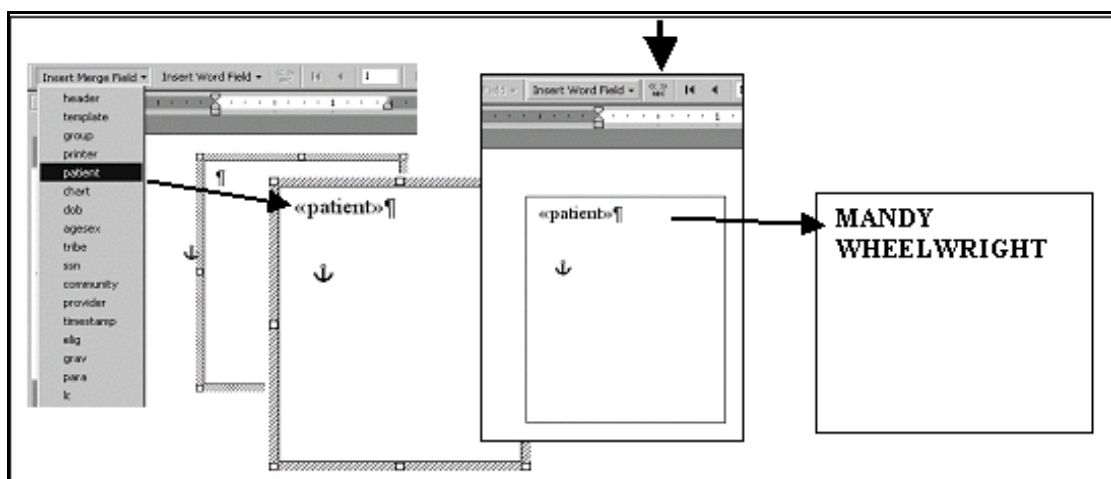 Insert Merge Field Insert Word Field 1
header
template
group
printer
patient
chart
dob
agesex
tribe
ssn
community
provider
timestamp
elig
grav
para
lc
¶
«patient»¶
Insert Word Field
«patient»¶
MANDY
WHEELWRIGHT